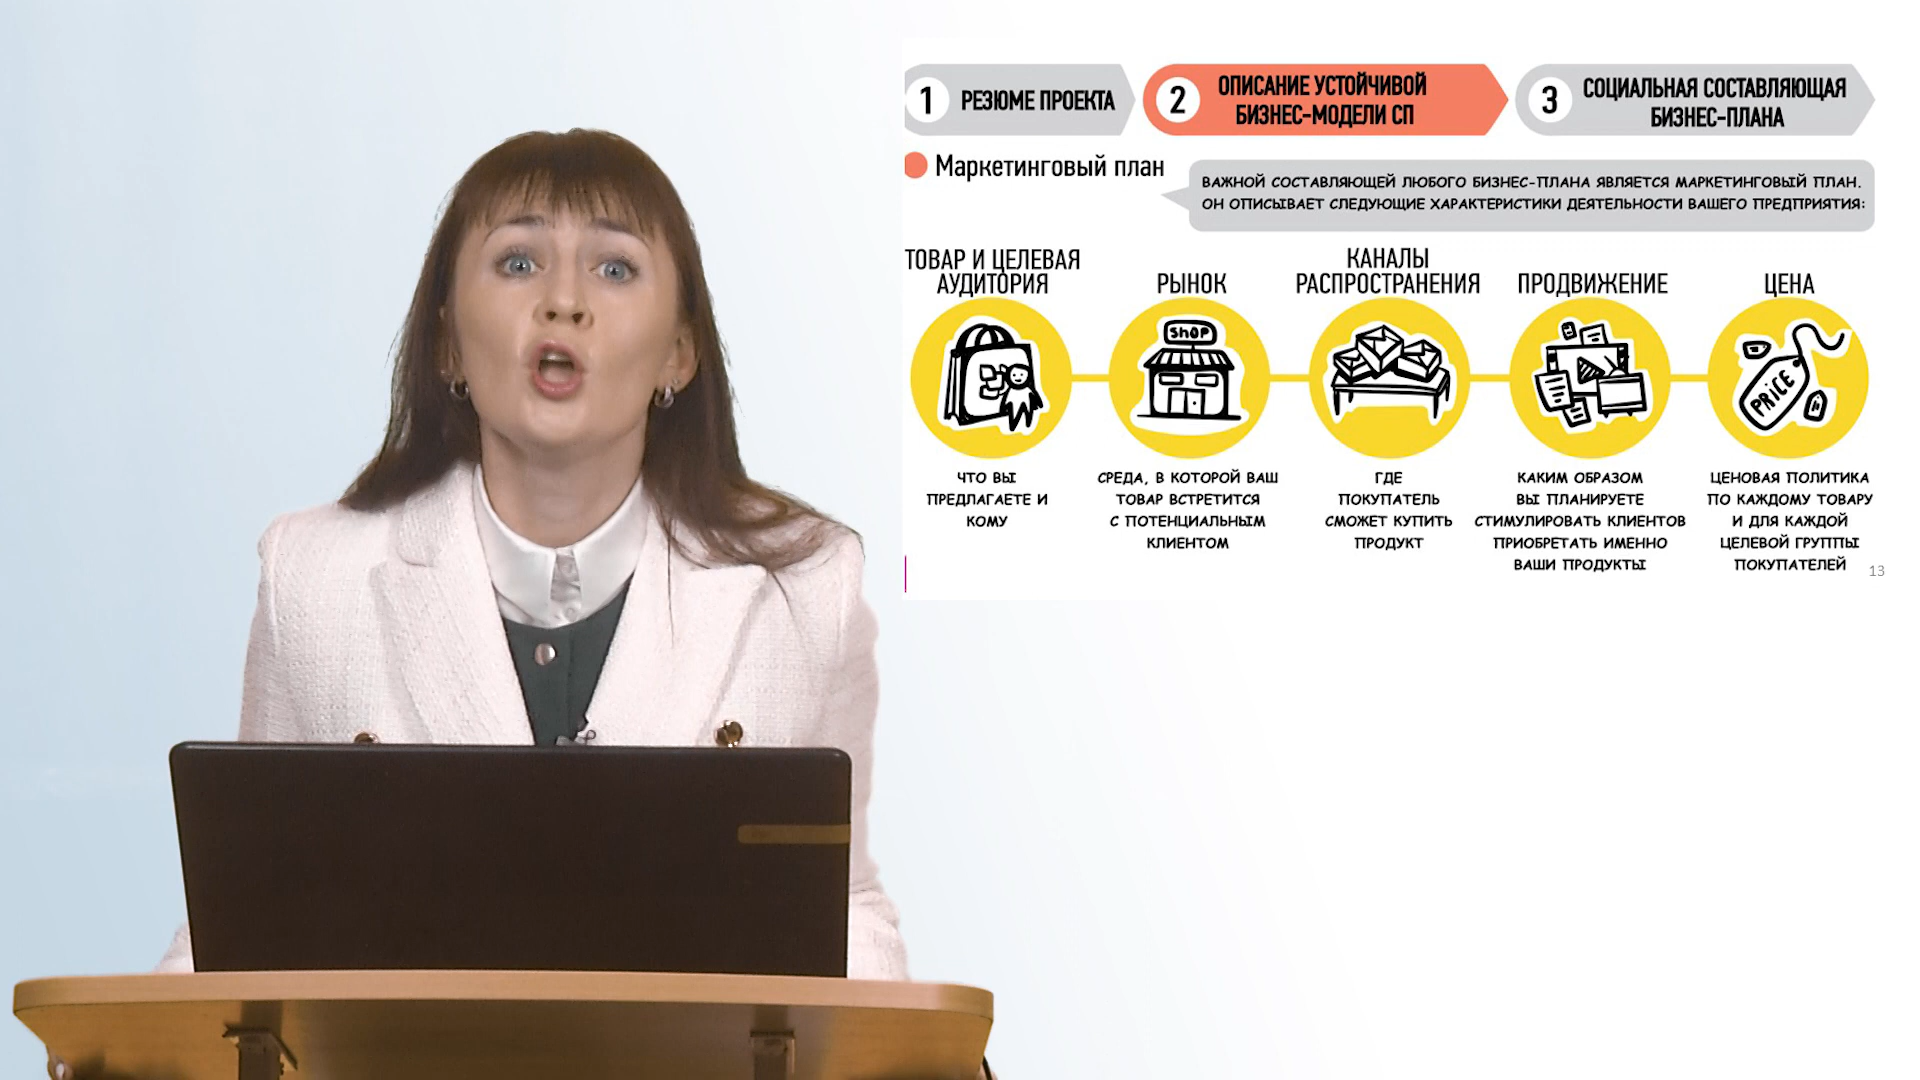 1 РЕЗЮМЕ ПРОЕКТА
2 ОПИСАНИЕ УСТОЙЧИВОЙ
БИЗНЕС-МОДЕЛИ СП
3 СОЦИАЛЬНАЯ СОСТАВЛЯЮЩАЯ
БИЗНЕС-ПЛАНА
Маркетинговый план
ВАЖНОЙ СОСТАВЛЯЮЩЕЙ ЛЮБОГО БИЗНЕС-ПЛАНА ЯВЛЯЕТСЯ МАРКЕТИНГОВЫЙ ПЛАН.
ОН ОПИСЫВАЕТ СЛЕДУЮЩИЕ ХАРАКТЕРИСТИКИ ДЕЯТЕЛЬНОСТИ ВАШЕГО ПРЕДПРИЯТИЯ:
ТОВАР И ЦЕЛЕВАЯ
АУДИТОРИЯ
ЧТО ВЫ
ПРЕДЛАГАЕТЕ И
КОМУ
РЫНОК
SHOP
СРЕДА, В КОТОРОЙ ВАШ
ТОВАР ВСТРЕТИТСЯ
С ПОТЕНЦИАЛЬНЫМ
КЛИЕНТОМ
КАНАЛЫ
РАСПРОСТРАНЕНИЯ
ГДЕ
ПОКУПАТЕЛЬ
СМОЖЕТ КУПИТЬ
ПРОДУКТ
ПРОДВИЖЕНИЕ
КАКИМ ОБРАЗОМ
ВЫ ПЛАНИРУЕТЕ
СТИМУЛИРОВАТЬ КЛИЕНТОВ
ПРИОБРЕТАТЬ ИМЕННО
ВАШИ ПРОДУКТЫ
ЦЕНА
PRiCE
ЦЕНОВАЯ ПОЛИТИКА
ПО КАЖДОМУ ТОВАРУ
И ДЛЯ КАЖДОЙ
ЦЕЛЕВОЙ ГРУППЫ
ПОКУПАТЕЛЕЙ
13